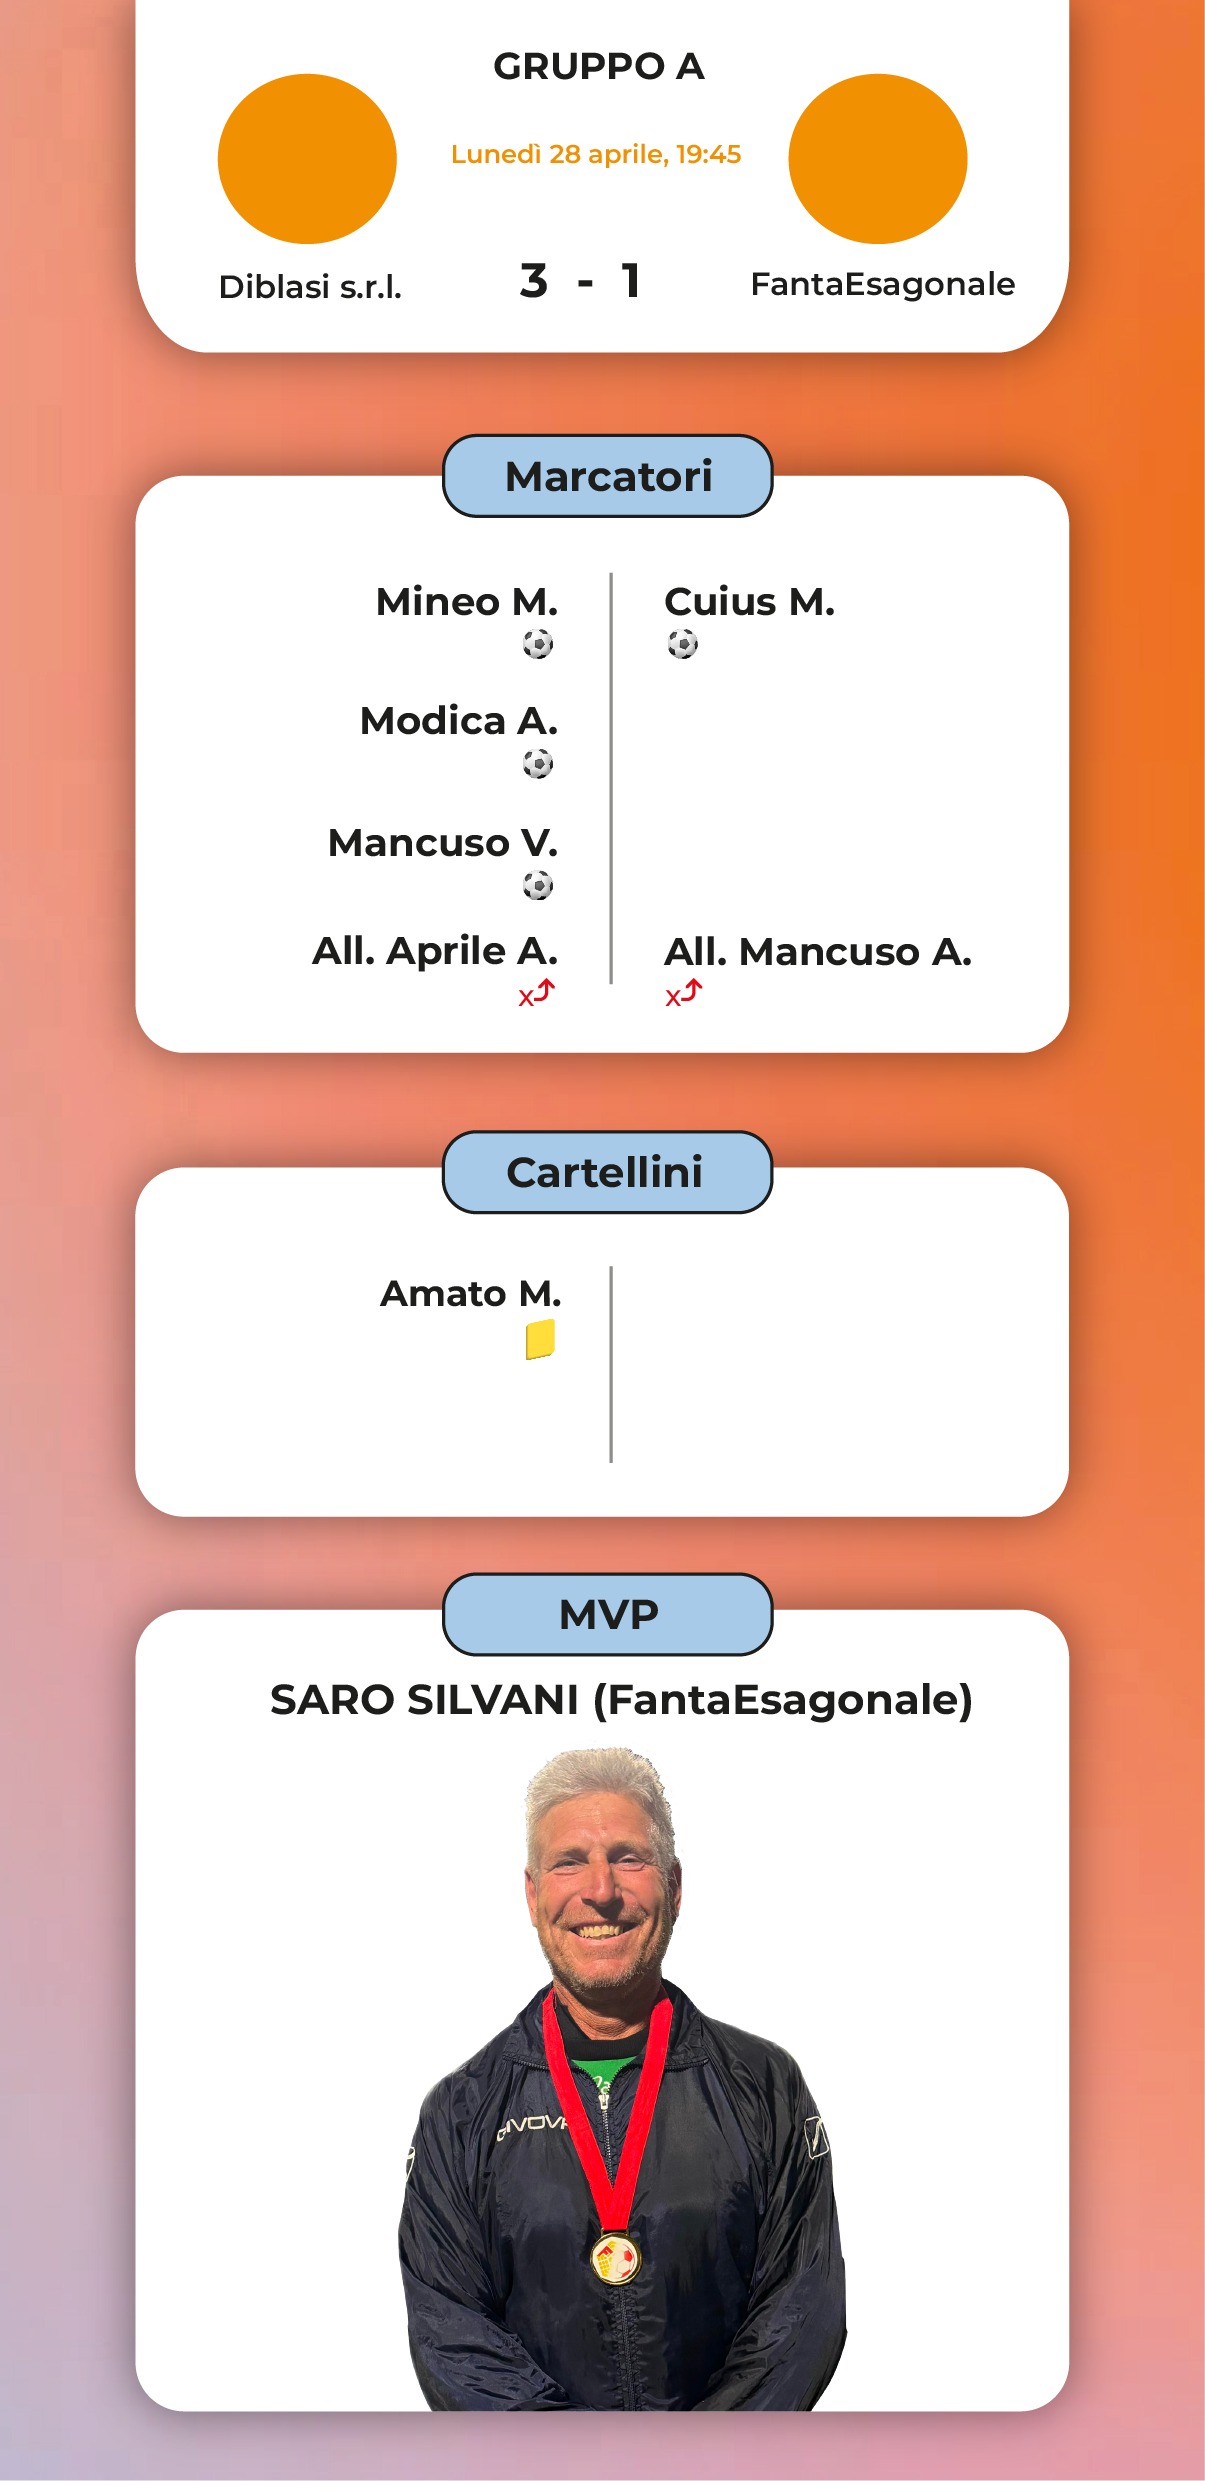 GRUPPO A
Lunedì 28 aprile, 19:45
Diblasi s.r.l.
3 - 1
FantaEsagonale
Marcatori
Mineo M.
Cuius M.
Modica A.
Mancuso V.
All. Aprile A.
All. Mancuso A.
x
x
Cartellini
Amato M.
MVP
SARO SILVANI (FantaEsagonale)
GIVOVA